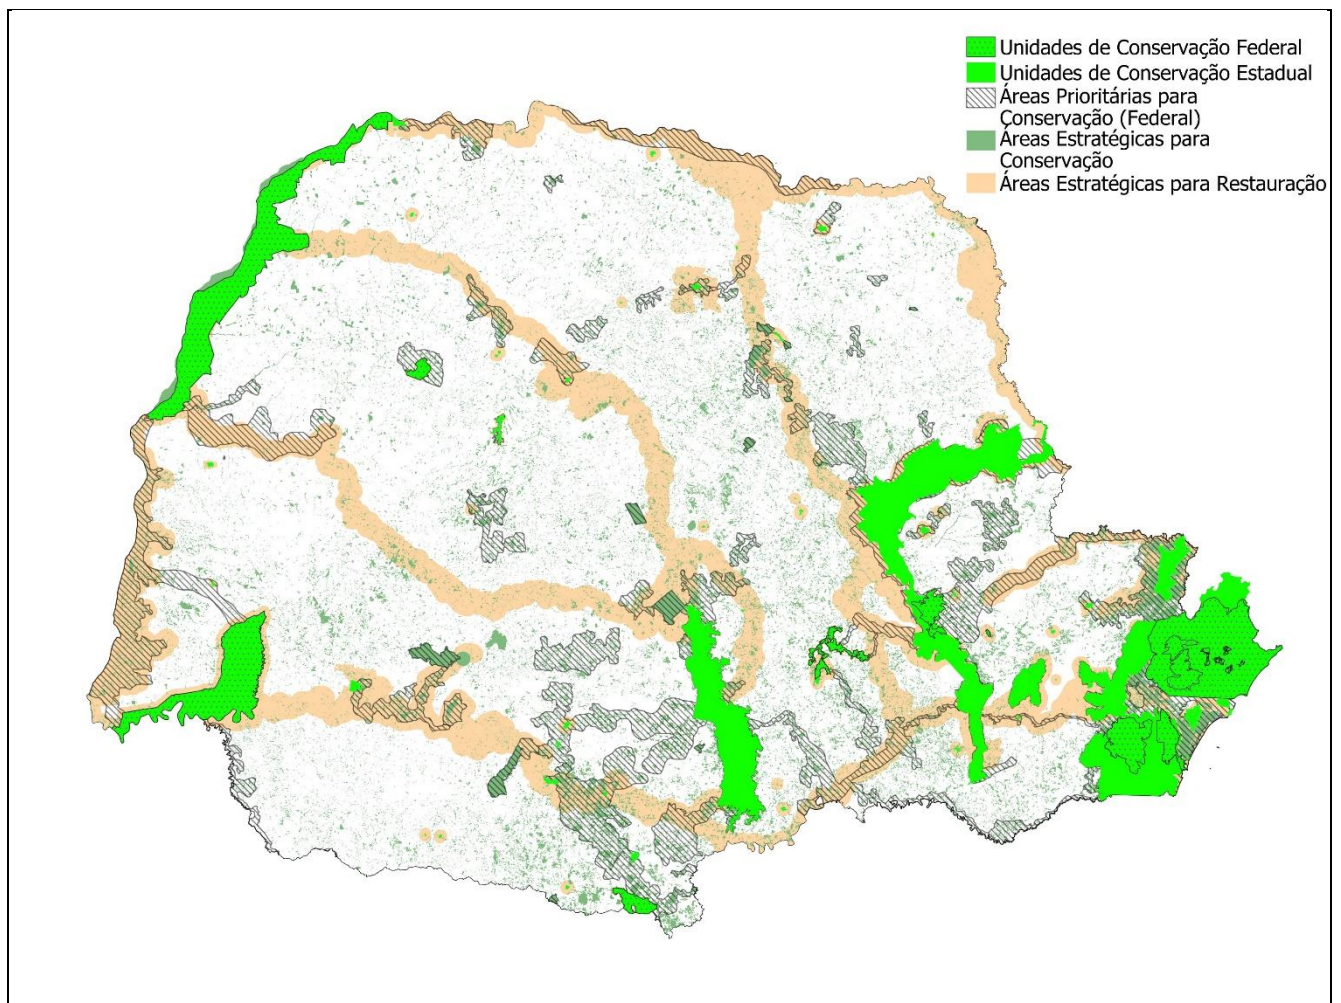 Unidades de Conservação Federal
Unidades de Conservação Estadual
Áreas Prioritárias para
Conservação (Federal)
Áreas Estratégicas para
Conservação
Áreas Estratégicas para Restauração